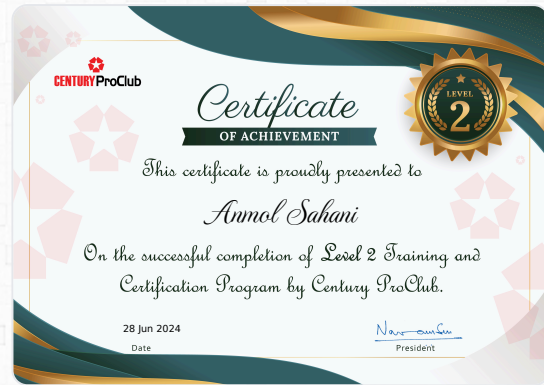 CENTURY ProClub
LEVEL
2
Certificate
OF ACHIEVEMENT
This certificate is proudly presented to
Anmol Sahani
On the successful completion of Level 2 Training and
Certification Program by Century ProClub.
28 Jun 2024
Date
President